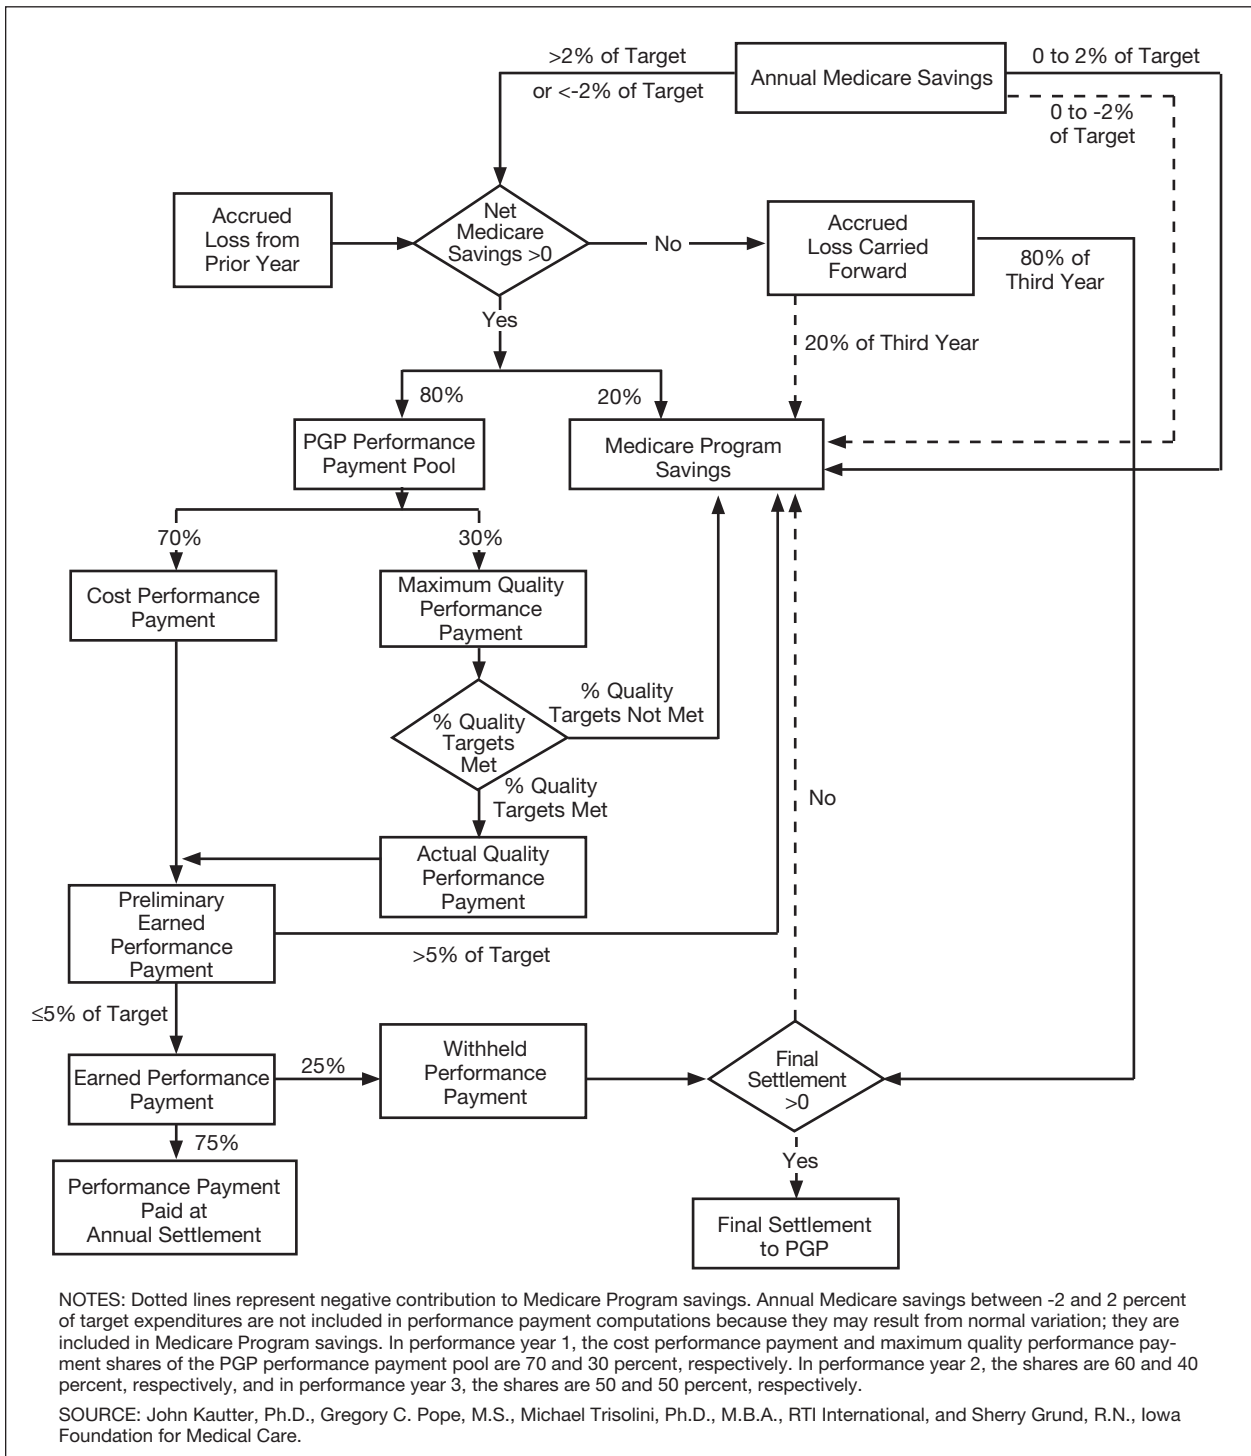 >2% of Target
or <-2% of Target
Annual Medicare Savings
0 to 2% of Target
0 to -2%
of Target
Accrued
Loss from
Prior Year
Net
Medicare
Savings >0
No
Accrued
Loss Carried
Forward
80% of
Third Year
Yes
20% of Third Year
80%
20%
PGP Performance
Payment Pool
Medicare Program
Savings
70%
30%
Cost Performance
Payment
Maximum Quality
Performance
Payment
% Quality
Targets Not Met
% Quality
Targets
Met
% Quality
Targets Met
No
Actual Quality
Performance
Payment
Preliminary
Earned
Performance
Payment
>5% of Target
≤5% of Target
Earned Performance
Payment
25%
Withheld
Performance
Payment
Final
Settlement
>0
75%
Yes
Performance Payment
Paid at
Annual Settlement
Final Settlement
to PGP
NOTES: Dotted lines represent negative contribution to Medicare Program savings. Annual Medicare savings between -2 and 2 percent
of target expenditures are not included in performance payment computations because they may result from normal variation; they are
included in Medicare Program savings. In performance year 1, the cost performance payment and maximum quality performance pay-
ment shares of the PGP performance payment pool are 70 and 30 percent, respectively. In performance year 2, the shares are 60 and 40
percent, respectively, and in performance year 3, the shares are 50 and 50 percent, respectively.
SOURCE: John Kautter, Ph.D., Gregory C. Pope, M.S., Michael Trisolini, Ph.D., M.B.A., RTI International, and Sherry Grund, R.N., Iowa
Foundation for Medical Care.